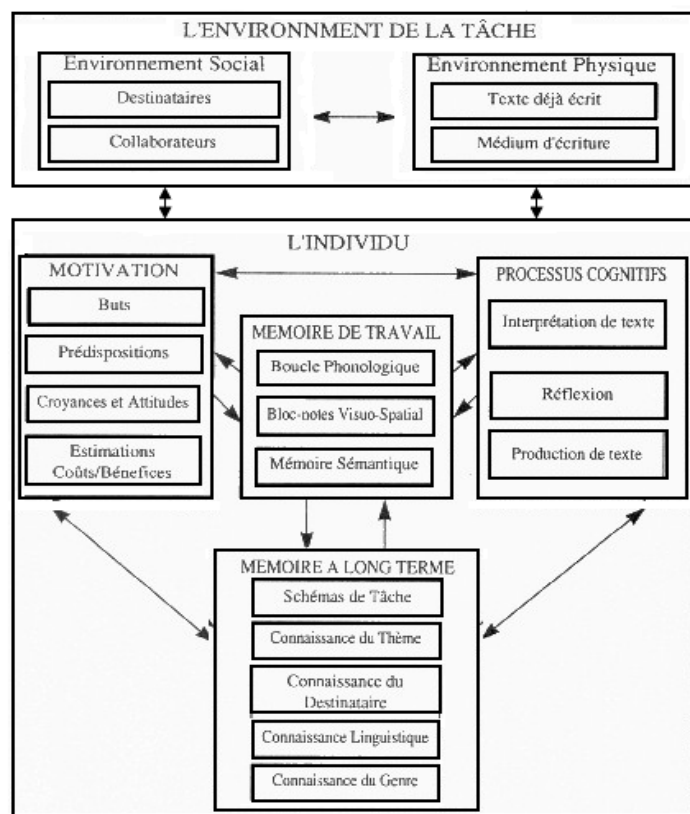 L'ENVIRONNMENT DE LA TÂCHE
Environnement Social
Destinataires
Collaborateurs
Environnement Physique
Texte déjà écrit
Médium d'écriture
L'INDIVIDU
MOTIVATION
Buts
Prédispositions
Croyances et Attitudes
Estimations
Coûts/Bénefices
MEMOIRE DE TRAVAIL
Boucle Phonologique
Bloc-notes Visuo-Spatial
Mémoire Sémantique
PROCESSUS COGNITIFS
Interprétation de texte
Réflexion
Production de texte
MEMOIRE A LONG TERME
Schémas de Tâche
Connaissance du Thème
Connaissance du
Destinataire
Connaissance Linguistique
Connaissance du Genre